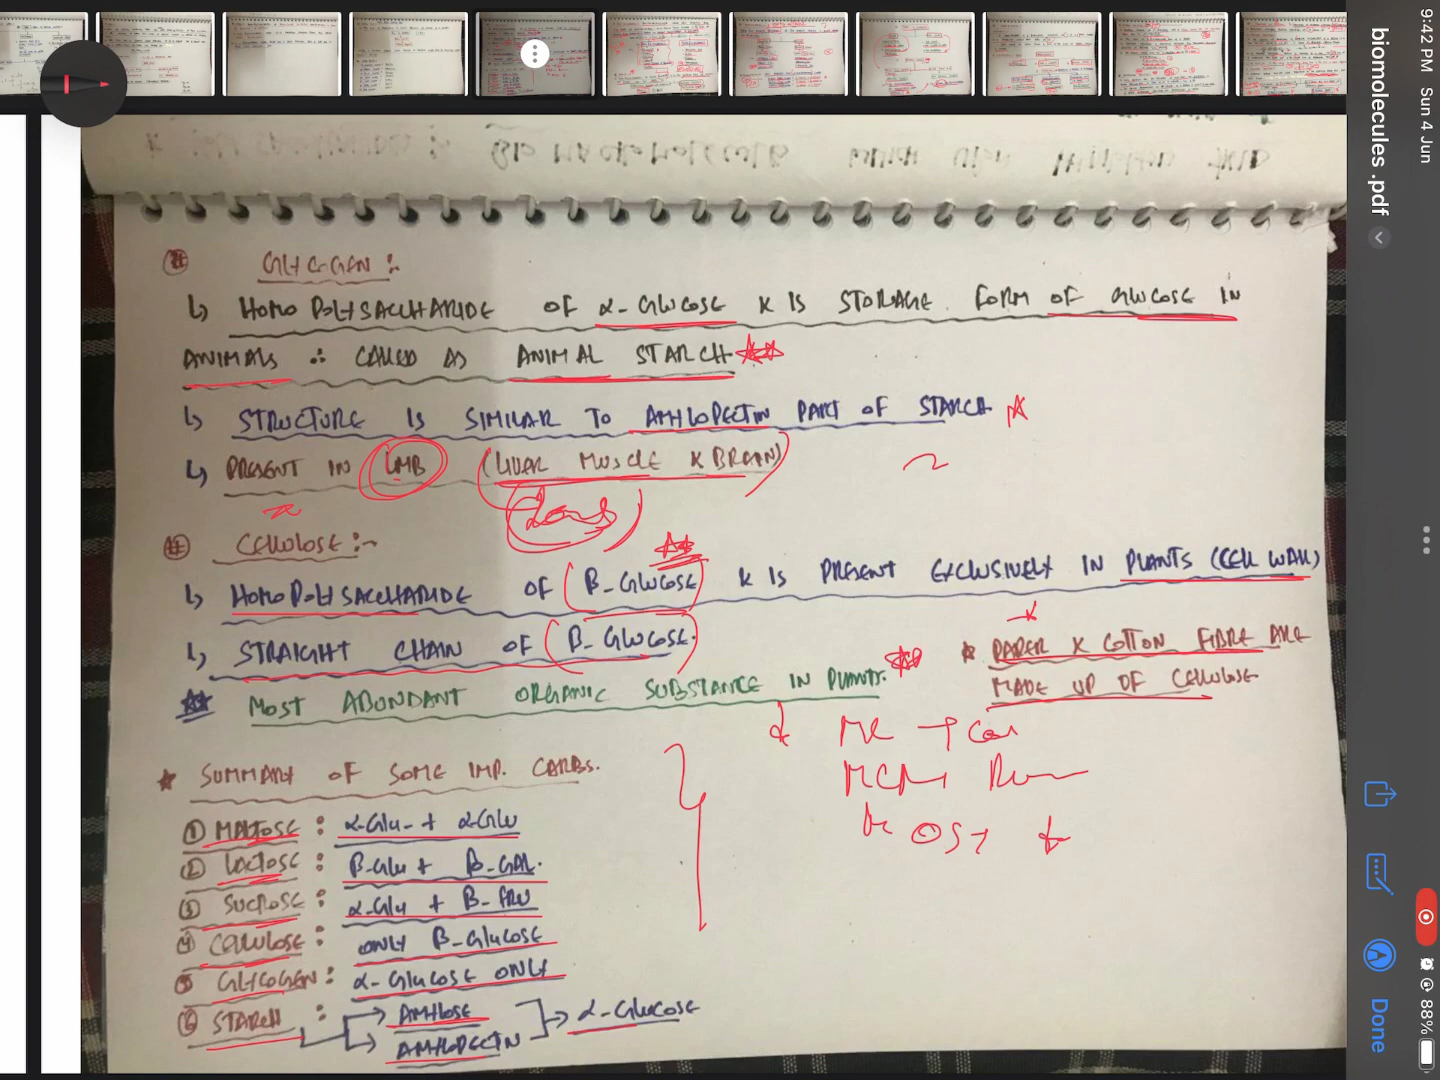 9:42 PM Sun 4 Jun
biomolecules .pdf
88%
Done
GLYCOGEN :-
↳ HOMO POLYSACCHARIDE OF α-GLUCOSE & IS STORAGE FORM OF GLUCOSE IN
ANIMALS ∴ CALLED AS ANIMAL STARCH
↳ STRUCTURE IS SIMILAR TO AMYLOPECTIN PART OF STARCH
↳ PRESENT IN LMB (LIVER MUSCLE & BRAIN)
CELLULOSE :-
↳ HOMO POLYSACCHARIDE OF (β-GLUCOSE) & IS PRESENT EXCLUSIVELY IN PLANTS (CELL WALL)
↳ STRAIGHT CHAIN OF (β-GLUCOSE.)
MOST ABUNDANT ORGANIC SUBSTANCE IN PLANTS.
* PAPER & COTTON FIBRE ARE
MADE UP OF CELLULOSE
SUMMARY OF SOME IMP. CARBS.
① MALTOSE : α-Glu- + α-Glu
② LACTOSE : β-Glu + β-GAL.
③ SUCROSE : α-Glu + β-fru
④ CELLULOSE : ONLY β-GLUCOSE
⑤ GLYCOGEN : α-GLUCOSE ONLY
⑥ STARCH : → AMYLOSE → α-GLUCOSE
→ AMYLOPECTIN